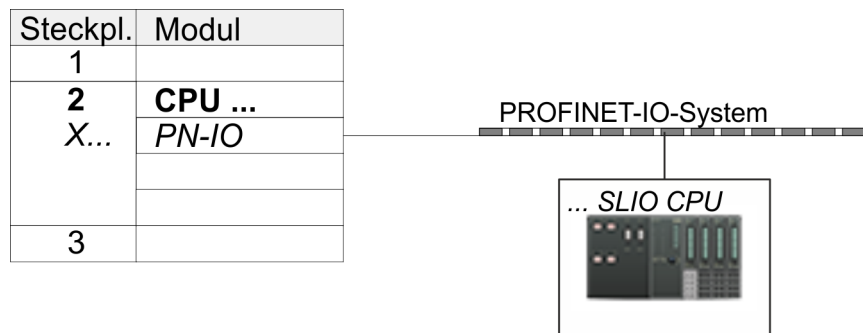 Steckpl. Modul
1
2 CPU ...
X... PN-IO
3
PROFINET-IO-System
... SLIO CPU